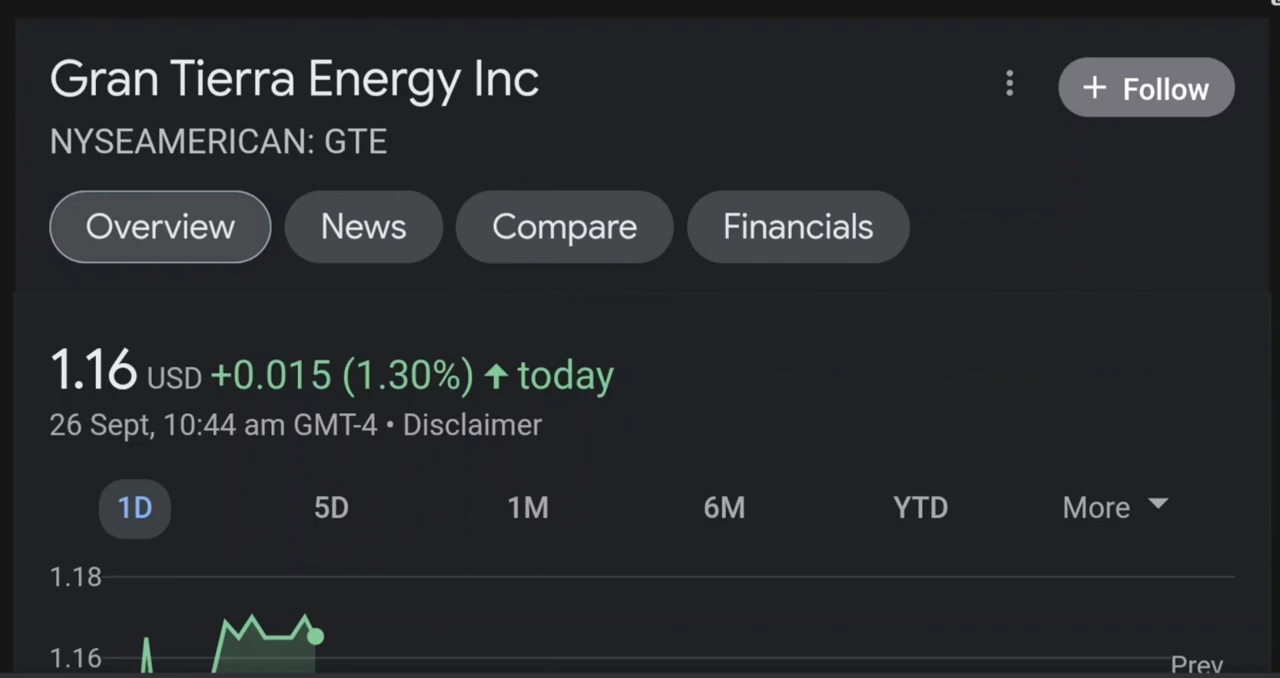 Gran Tierra Energy Inc
+ Follow
NYSEAMERICAN: GTE
Overview News Compare Financials
1.16 USD +0.015 (1.30%) ↑ today
26 Sept, 10:44 am GMT-4 • Disclaimer
1D 5D 1M 6M YTD More
1.18
1.16
Prev